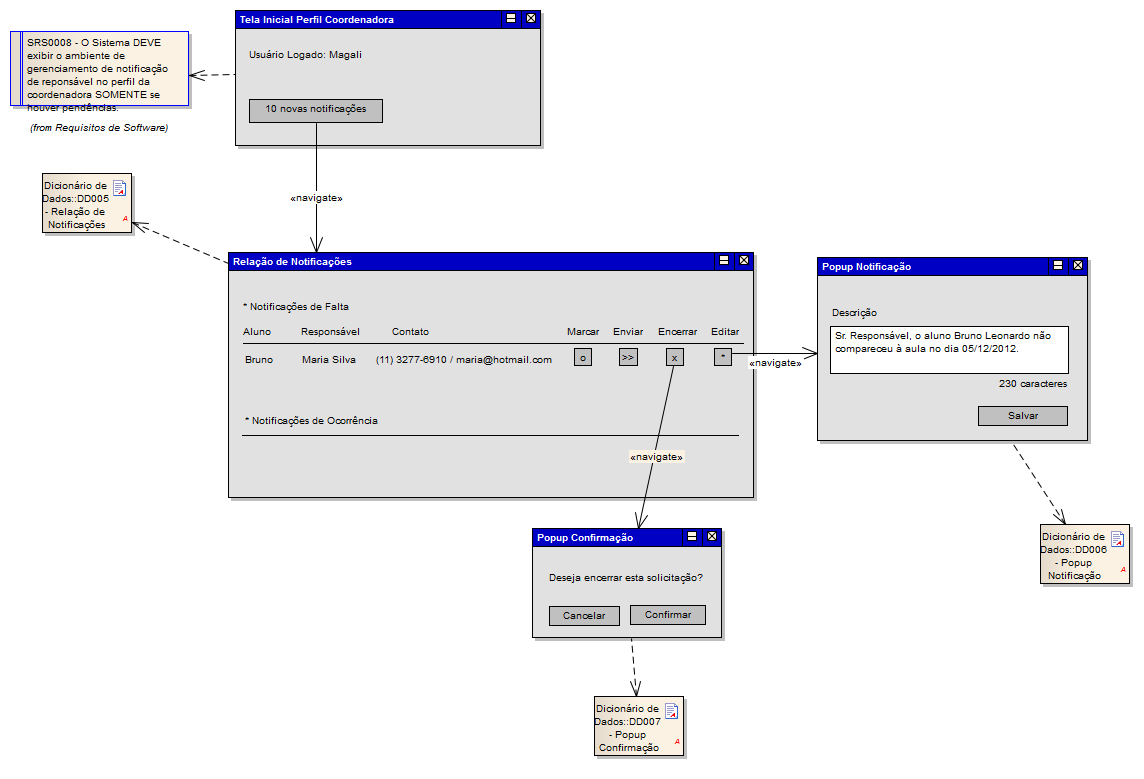 Tela Inicial Perfil Coordenadora
SRS0008 - O Sistema DEVE
exibir o ambiente de
gerenciamento de notificação
de reponsável no perfil da
coordenadora SOMENTE se
houver pendências.
(from Requisitos de Software)
Usuário Logado: Magali
10 novas notificações
«navigate»
Dicionário de
Dados::DD005
- Relação de
Notificações
A
Relação de Notificações
* Notificações de Falta
Aluno Responsável Contato Marcar Enviar Encerrar Editar
Bruno Maria Silva (11) 3277-6910 / maria@hotmail.com o >> x *
* Notificações de Ocorrência
«navigate»
Popup Notificação
Descrição
Sr. Responsável, o aluno Bruno Leonardo não
compareceu à aula no dia 05/12/2012.
230 caracteres
Salvar
«navigate»
Popup Confirmação
Deseja encerrar esta solicitação?
Cancelar Confirmar
Dicionário de
Dados::DD006
- Popup
Notificação
A
Dicionário de
Dados::DD007
- Popup
Confirmação
A